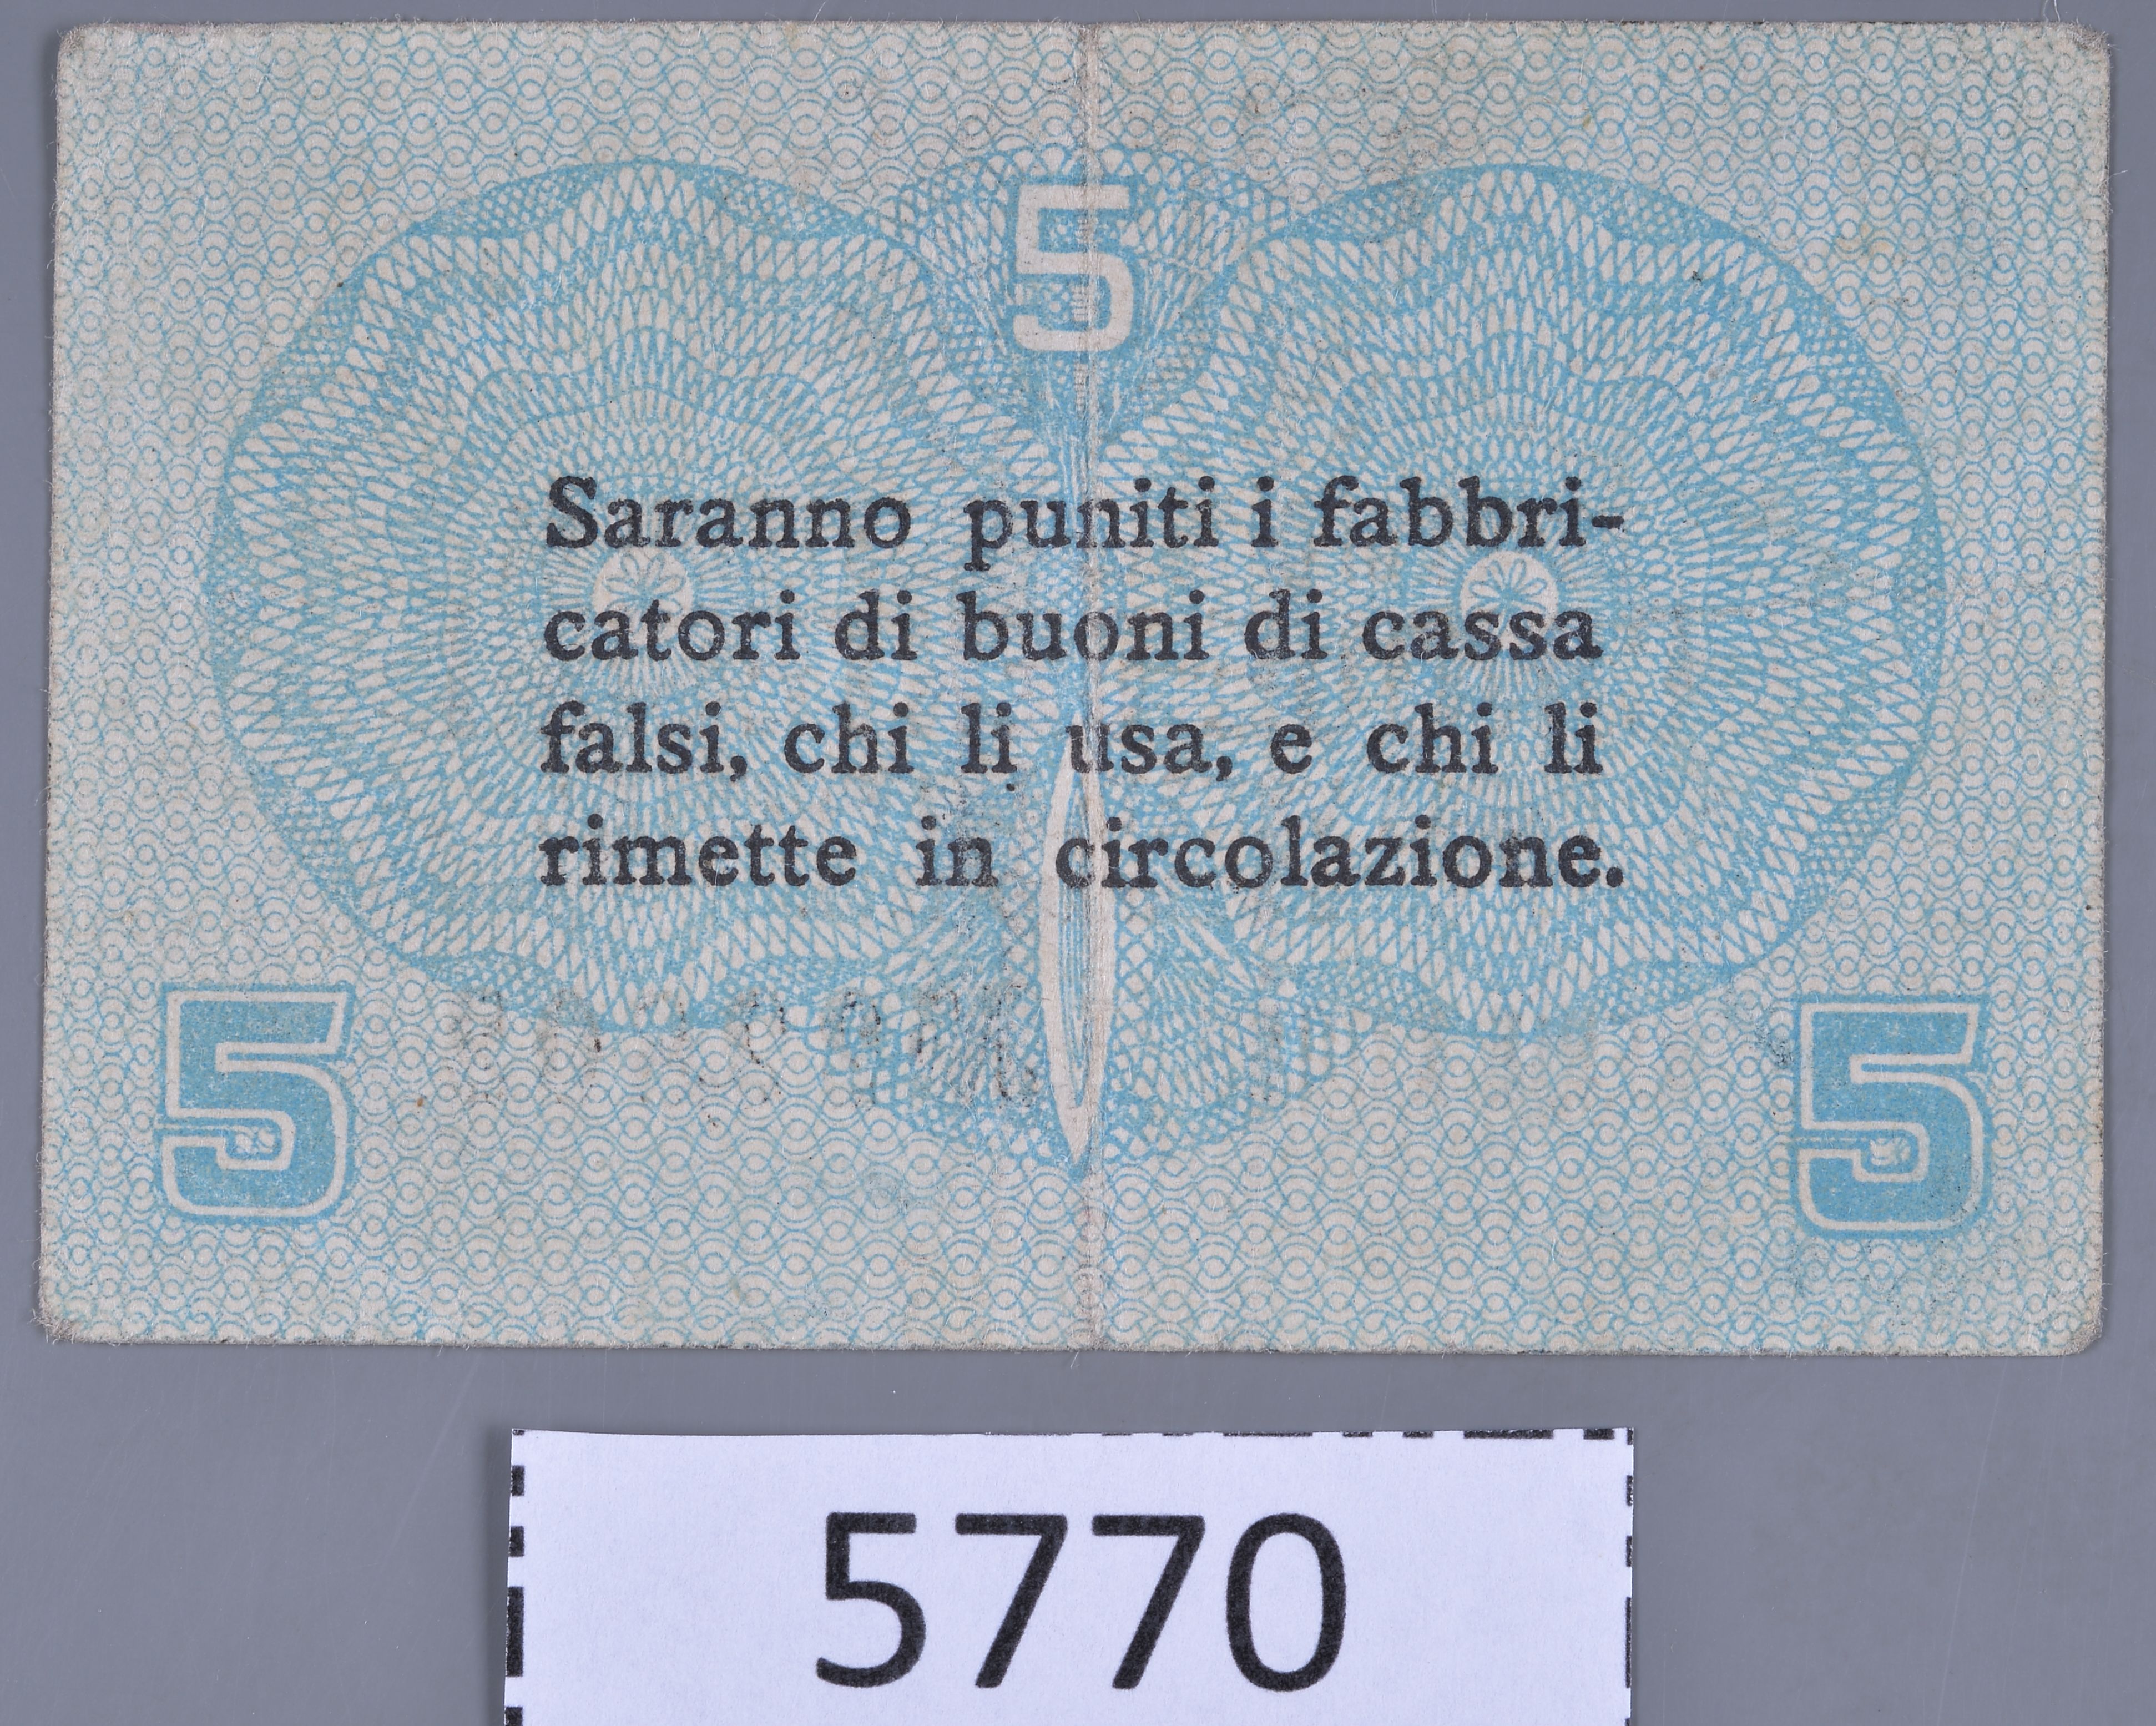 5
Saranno puniti i fabbri-
catori di buoni di cassa
falsi, chi li usa, e chi li
rimette in circolazione.
5 5
5770